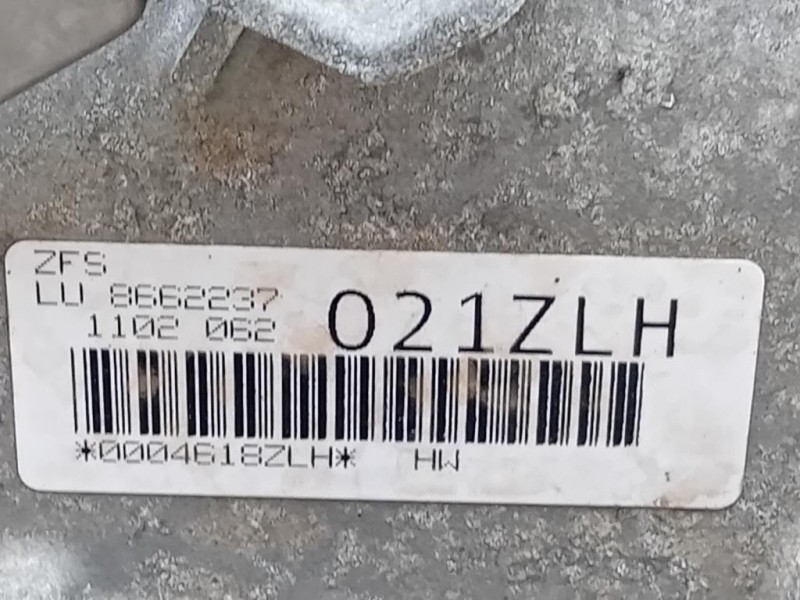 ZFS
LU 8662237
1102 062 021ZLH
*0004618ZLH* HW